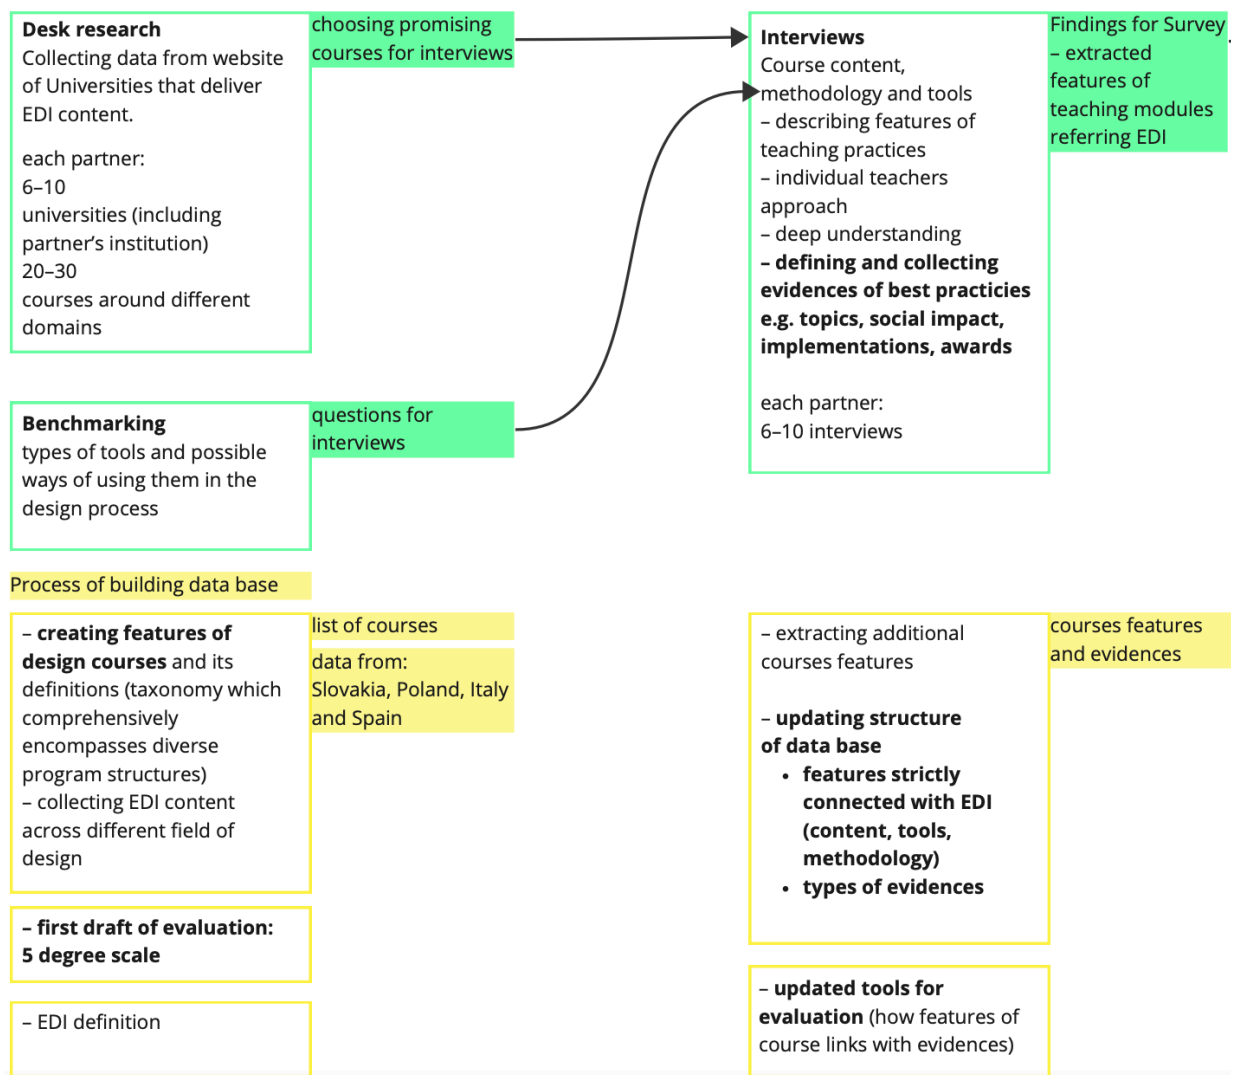 Desk research
Collecting data from website
of Universities that deliver
EDI content.
each partner:
6–10
universities (including
partner’s institution)
20–30
courses around different
domains
choosing promising
courses for interviews
Interviews
Course content,
methodology and tools
– describing features of
teaching practices
– individual teachers
approach
– deep understanding
– defining and collecting
evidences of best practicies
e.g. topics, social impact,
implementations, awards
each partner:
6–10 interviews
Findings for Survey
– extracted
features of
teaching modules
referring EDI
Benchmarking
types of tools and possible
ways of using them in the
design process
questions for
interviews
Process of building data base
– creating features of
design courses and its
definitions (taxonomy which
comprehensively
encompasses diverse
program structures)
– collecting EDI content
across different field of
design
list of courses
data from:
Slovakia, Poland, Italy
and Spain
– extracting additional
courses features
– updating structure
of data base
• features strictly
connected with EDI
(content, tools,
methodology)
• types of evidences
courses features
and evidences
– first draft of evaluation:
5 degree scale
– EDI definition
– updated tools for
evaluation (how features of
course links with evidences)